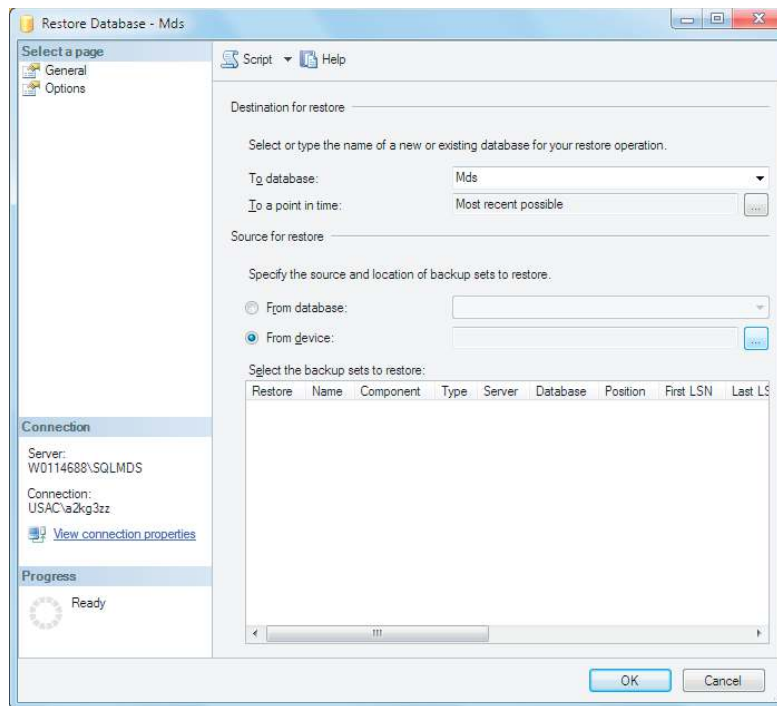 Restore Database - Mds
Select a page
General
Options
Script Help
Destination for restore
Select or type the name of a new or existing database for your restore operation.
To database: Mds
To a point in time: Most recent possible ...
Source for restore
Specify the source and location of backup sets to restore.
From database:
From device: ...
Select the backup sets to restore:
Restore Name Component Type Server Database Position First LSN Last LS
Connection
Server:
W0114688\SQLMDS
Connection:
USAC\a2kg3zz
View connection properties
Progress
Ready
OK Cancel